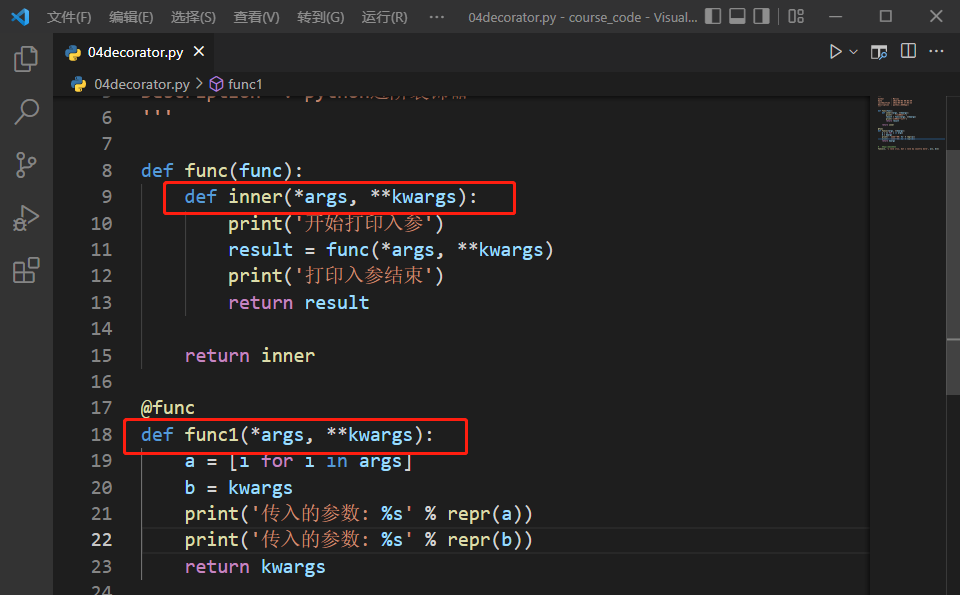 文件(F) 编辑(E) 选择(S) 查看(V) 转到(G) 运行(R) ··· 04decorator.py - course_code - Visual...
04decorator.py
04decorator.py > func1
6 '''
7
8 def func(func):
9 def inner(*args, **kwargs):
10 print('开始打印入参')
11 result = func(*args, **kwargs)
12 print('打印入参结束')
13 return result
14
15 return inner
16
17 @func
18 def func1(*args, **kwargs):
19 a = [i for i in args]
20 b = kwargs
21 print('传入的参数: %s' % repr(a))
22 print('传入的参数: %s' % repr(b))
23 return kwargs
24